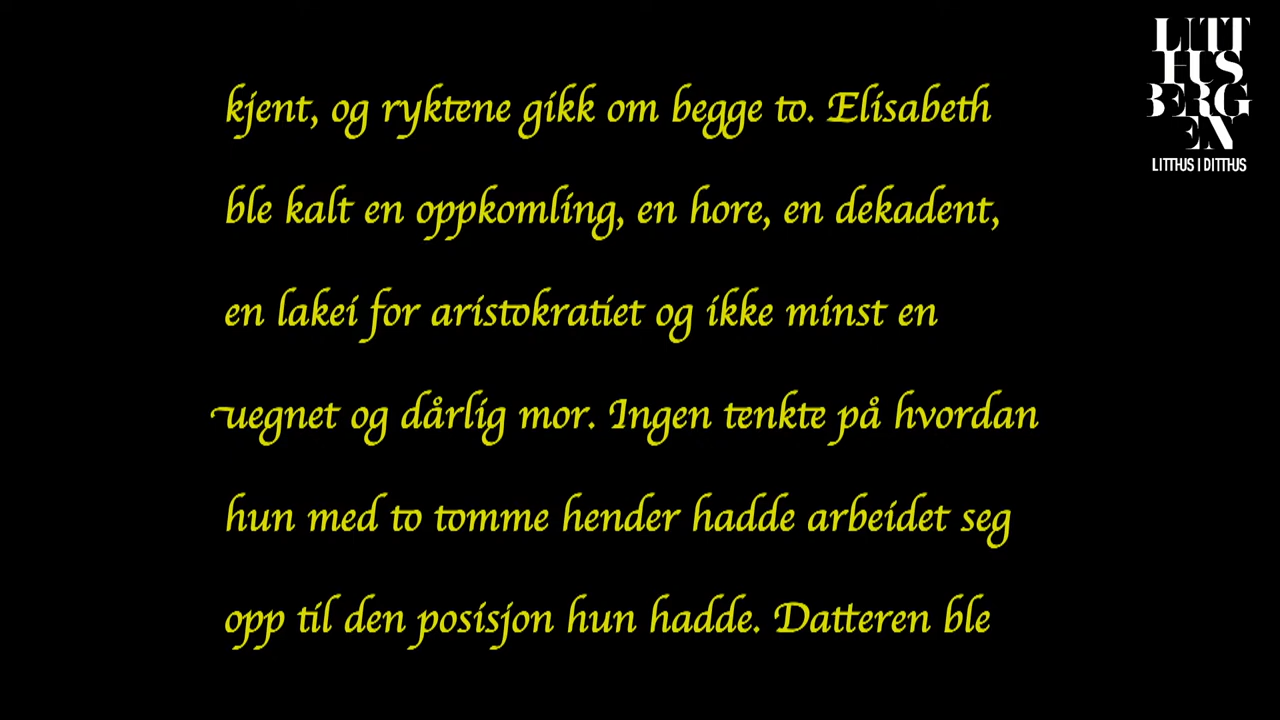 kjent, og ryktene gikk om begge to. Elisabeth
ble kalt en oppkomling, en hore, en dekadent,
en lakei for aristokratiet og ikke minst en
uegnet og dårlig mor. Ingen tenkte på hvordan
hun med to tomme hender hadde arbeidet seg
opp til den posisjon hun hadde. Datteren ble
LITT
HUS
BERG
EN
LITTHUS I DITTHUS